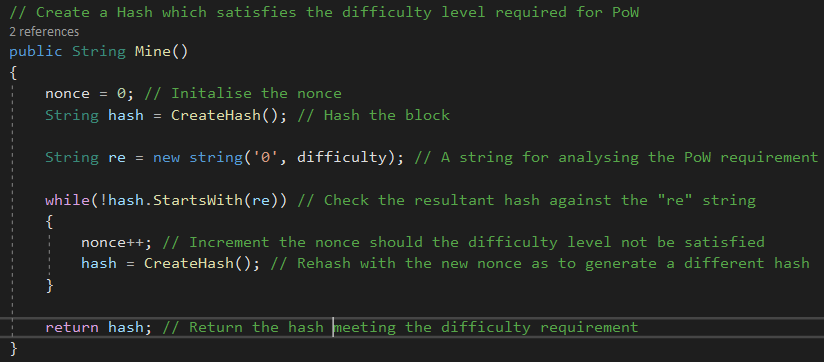 // Create a Hash which satisfies the difficulty level required for PoW
2 references
public String Mine()
{
nonce = 0; // Initalise the nonce
String hash = CreateHash(); // Hash the block
String re = new string('0', difficulty); // A string for analysing the PoW requirement
while(!hash.StartsWith(re)) // Check the resultant hash against the "re" string
{
nonce++; // Increment the nonce should the difficulty level not be satisfied
hash = CreateHash(); // Rehash with the new nonce as to generate a different hash
}
return hash; // Return the hash meeting the difficulty requirement
}